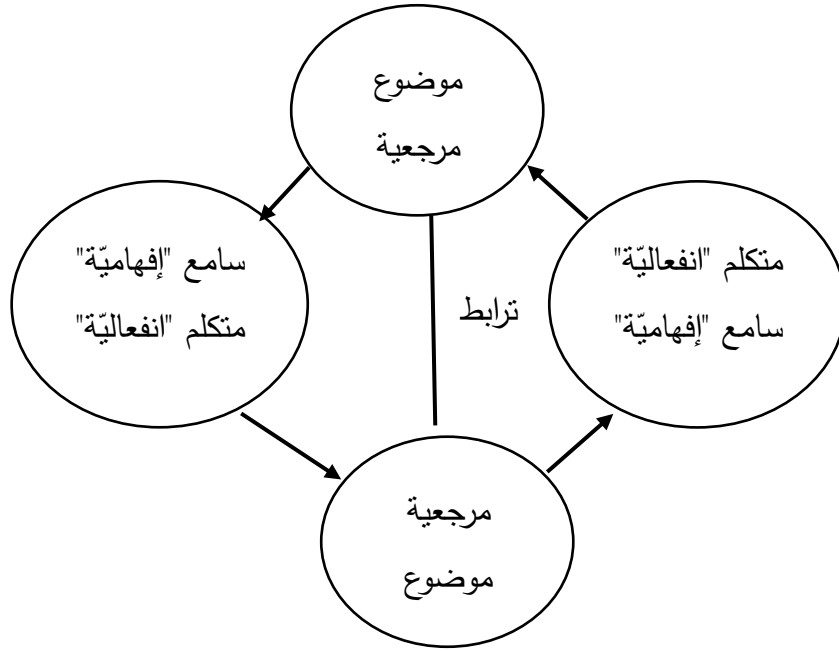 موضوع
مرجعية
متكلم "انفعاليّة"
سامع "إفهاميّة"
ترابط
سامع "إفهاميّة"
متكلم "انفعاليّة"
مرجعية
موضوع